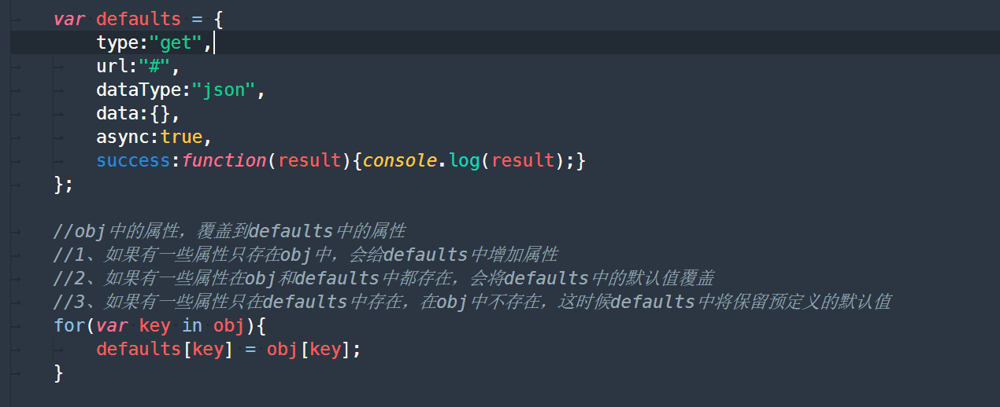 var defaults = {
type:"get",
url:"#",
dataType:"json",
data:{},
async:true,
success:function(result){console.log(result);}
};
//obj中的属性，覆盖到defaults中的属性
//1、如果有一些属性只存在obj中，会给defaults中增加属性
//2、如果有一些属性在obj和defaults中都存在，会将defaults中的默认值覆盖
//3、如果有一些属性只在defaults中存在，在obj中不存在，这时候defaults中将保留预定义的默认值
for(var key in obj){
defaults[key] = obj[key];
}